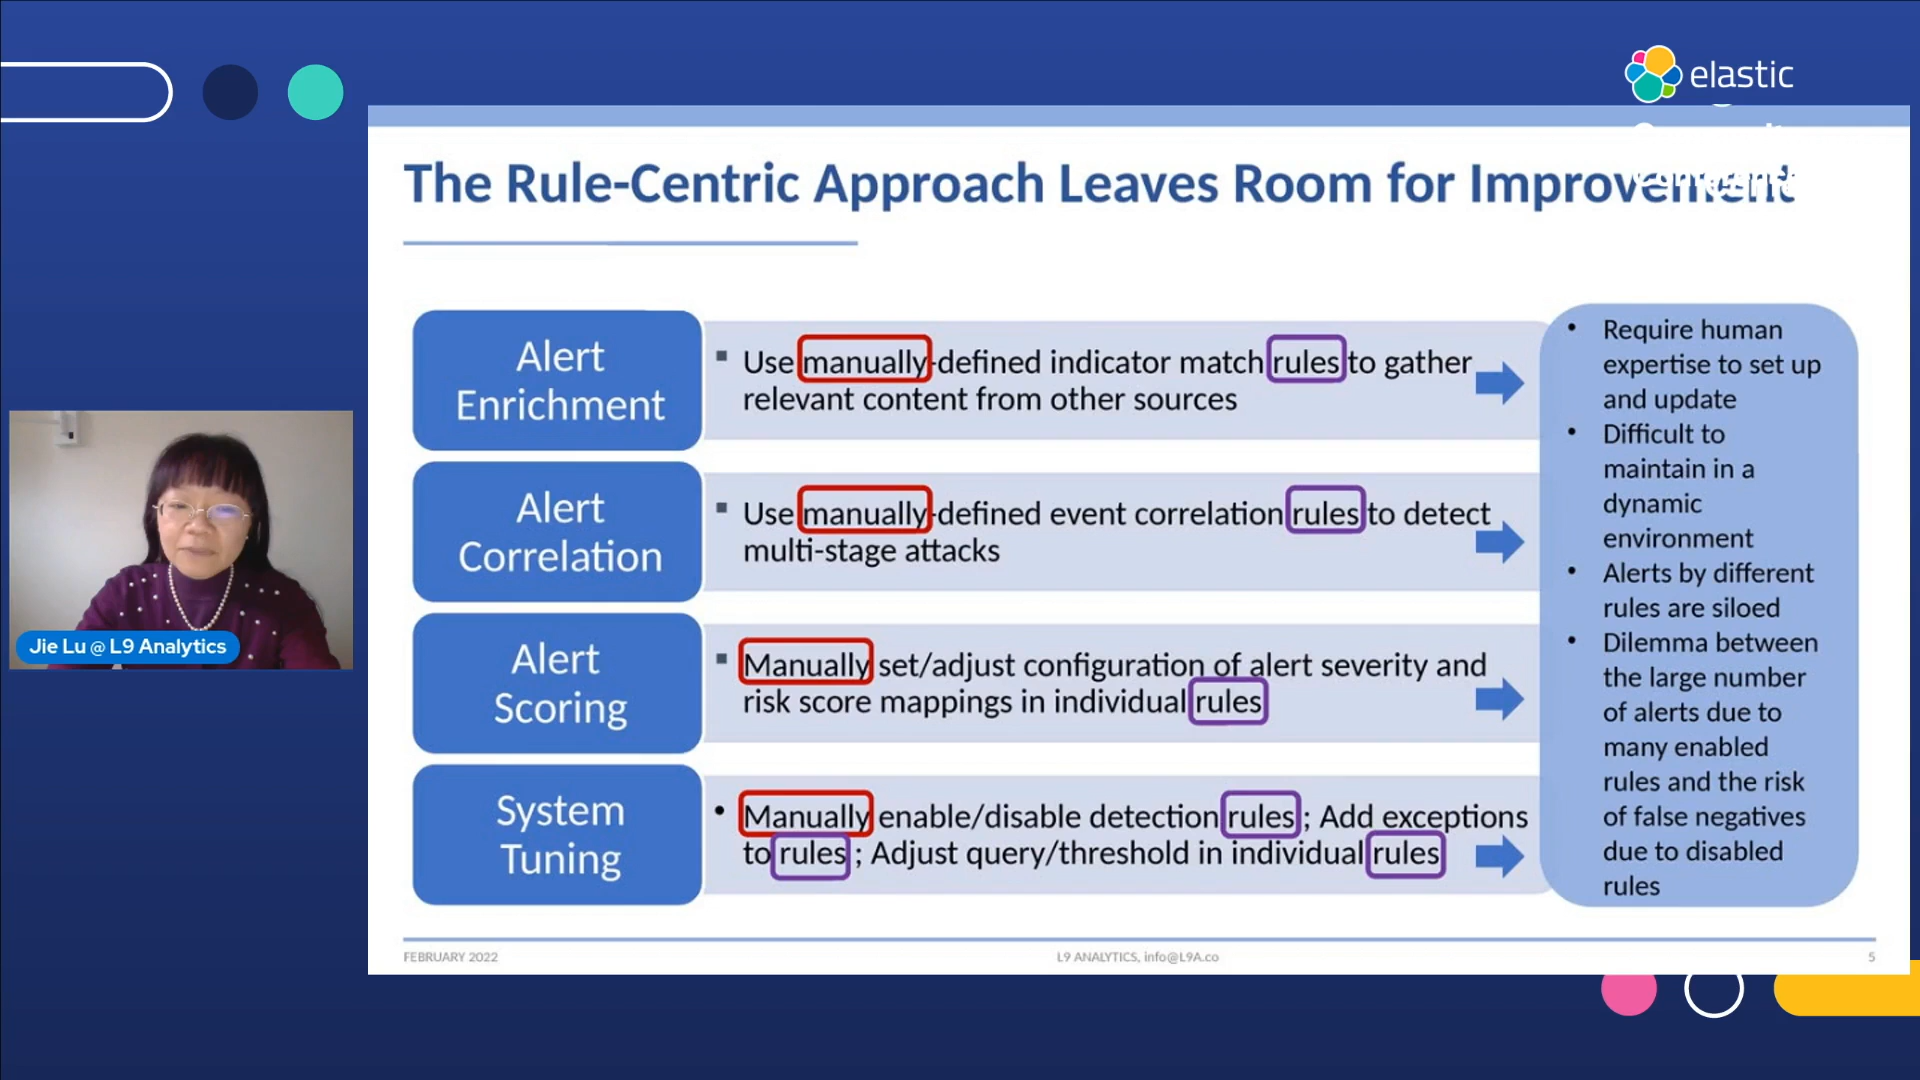 elastic
The Rule-Centric Approach Leaves Room for Improvement
Alert
Enrichment
Use manually-defined indicator match rules to gather
relevant content from other sources
Alert
Correlation
Use manually-defined event correlation rules to detect
multi-stage attacks
Alert
Scoring
Manually set/adjust configuration of alert severity and
risk score mappings in individual rules
System
Tuning
Manually enable/disable detection rules; Add exceptions
to rules; Adjust query/threshold in individual rules
Require human
expertise to set up
and update
Difficult to
maintain in a
dynamic
environment
Alerts by different
rules are siloed
Dilemma between
the large number
of alerts due to
many enabled
rules and the risk
of false negatives
due to disabled
rules
Jie Lu @ L9 Analytics
FEBRUARY 2022
L9 ANALYTICS, info@L9A.co
5